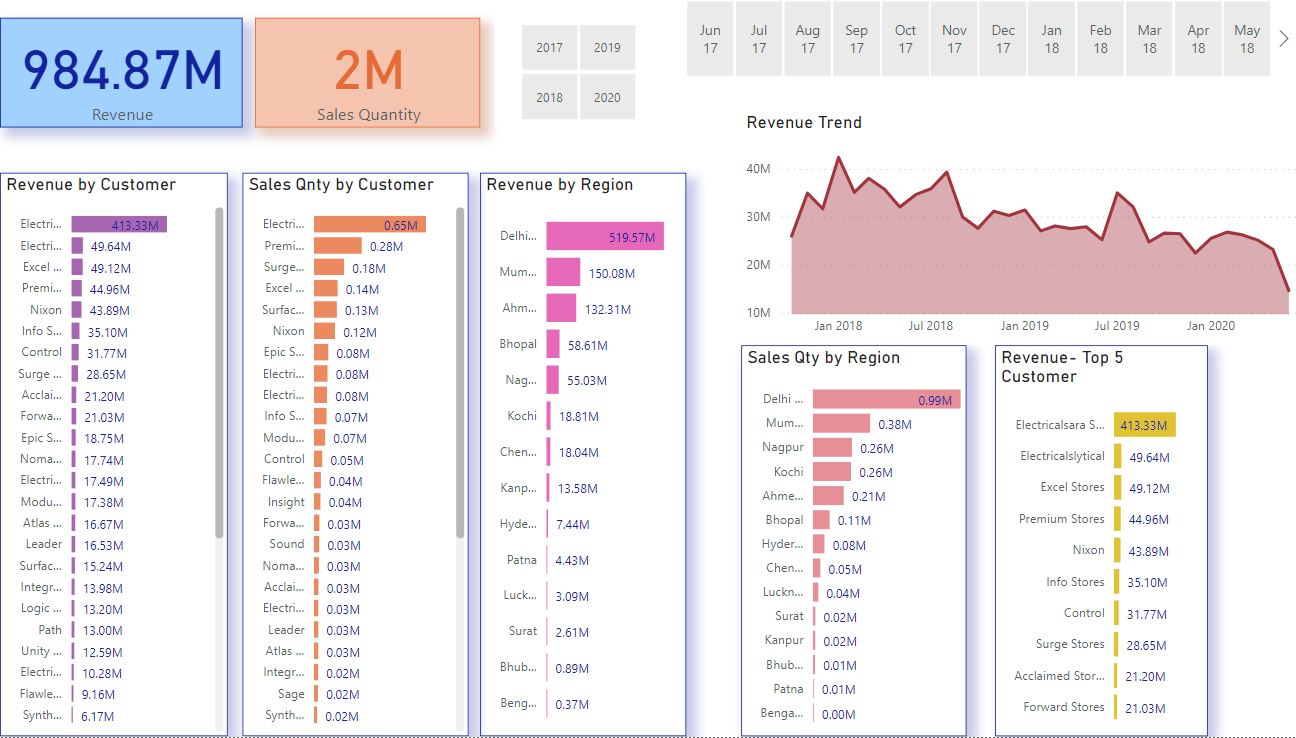 984.87M
Revenue
2M
Sales Quantity
2017 2019
2018 2020
Jun 17 Jul 17 Aug 17 Sep 17 Oct 17 Nov 17 Dec 17 Jan 18 Feb 18 Mar 18 Apr 18 May 18
Revenue by Customer
Electri... 413.33M
Electri... 49.64M
Excel ... 49.12M
Premi... 44.96M
Nixon 43.89M
Info S... 35.10M
Control 31.77M
Surge ... 28.65M
Acclai... 21.20M
Forwa... 21.03M
Epic S... 18.75M
Noma... 17.74M
Electri... 17.49M
Modu... 17.38M
Atlas ... 16.67M
Leader 16.53M
Surfac... 15.24M
Integr... 13.98M
Logic ... 13.20M
Path 13.00M
Unity ... 12.59M
Electri... 10.28M
Flawle... 9.16M
Synth... 6.17M
Sales Qnty by Customer
Electri... 0.65M
Premi... 0.28M
Surge... 0.18M
Excel ... 0.14M
Surfac... 0.13M
Nixon 0.12M
Epic S... 0.08M
Electri... 0.08M
Electri... 0.08M
Info S... 0.07M
Modu... 0.07M
Control 0.05M
Flawle... 0.04M
Insight 0.04M
Forwa... 0.03M
Sound 0.03M
Noma... 0.03M
Acclai... 0.03M
Electri... 0.03M
Leader 0.03M
Atlas ... 0.03M
Integr... 0.02M
Sage 0.02M
Synth... 0.02M
Revenue by Region
Delhi... 519.57M
Mum... 150.08M
Ahm... 132.31M
Bhopal 58.61M
Nag... 55.03M
Kochi 18.81M
Chen... 18.04M
Kanp... 13.58M
Hyde... 7.44M
Patna 4.43M
Luck... 3.09M
Surat 2.61M
Bhub... 0.89M
Beng... 0.37M
Revenue Trend
40M
30M
20M
10M
Jan 2018 Jul 2018 Jan 2019 Jul 2019 Jan 2020
Sales Qty by Region
Delhi ... 0.99M
Mum... 0.38M
Nagpur 0.26M
Kochi 0.26M
Ahme... 0.21M
Bhopal 0.11M
Hyder... 0.08M
Chen... 0.05M
Luckn... 0.04M
Surat 0.02M
Kanpur 0.02M
Bhub... 0.01M
Patna 0.01M
Benga... 0.00M
Revenue- Top 5
Customer
Electricalsara S... 413.33M
Electricalslytical 49.64M
Excel Stores 49.12M
Premium Stores 44.96M
Nixon 43.89M
Info Stores 35.10M
Control 31.77M
Surge Stores 28.65M
Acclaimed Stor... 21.20M
Forward Stores 21.03M